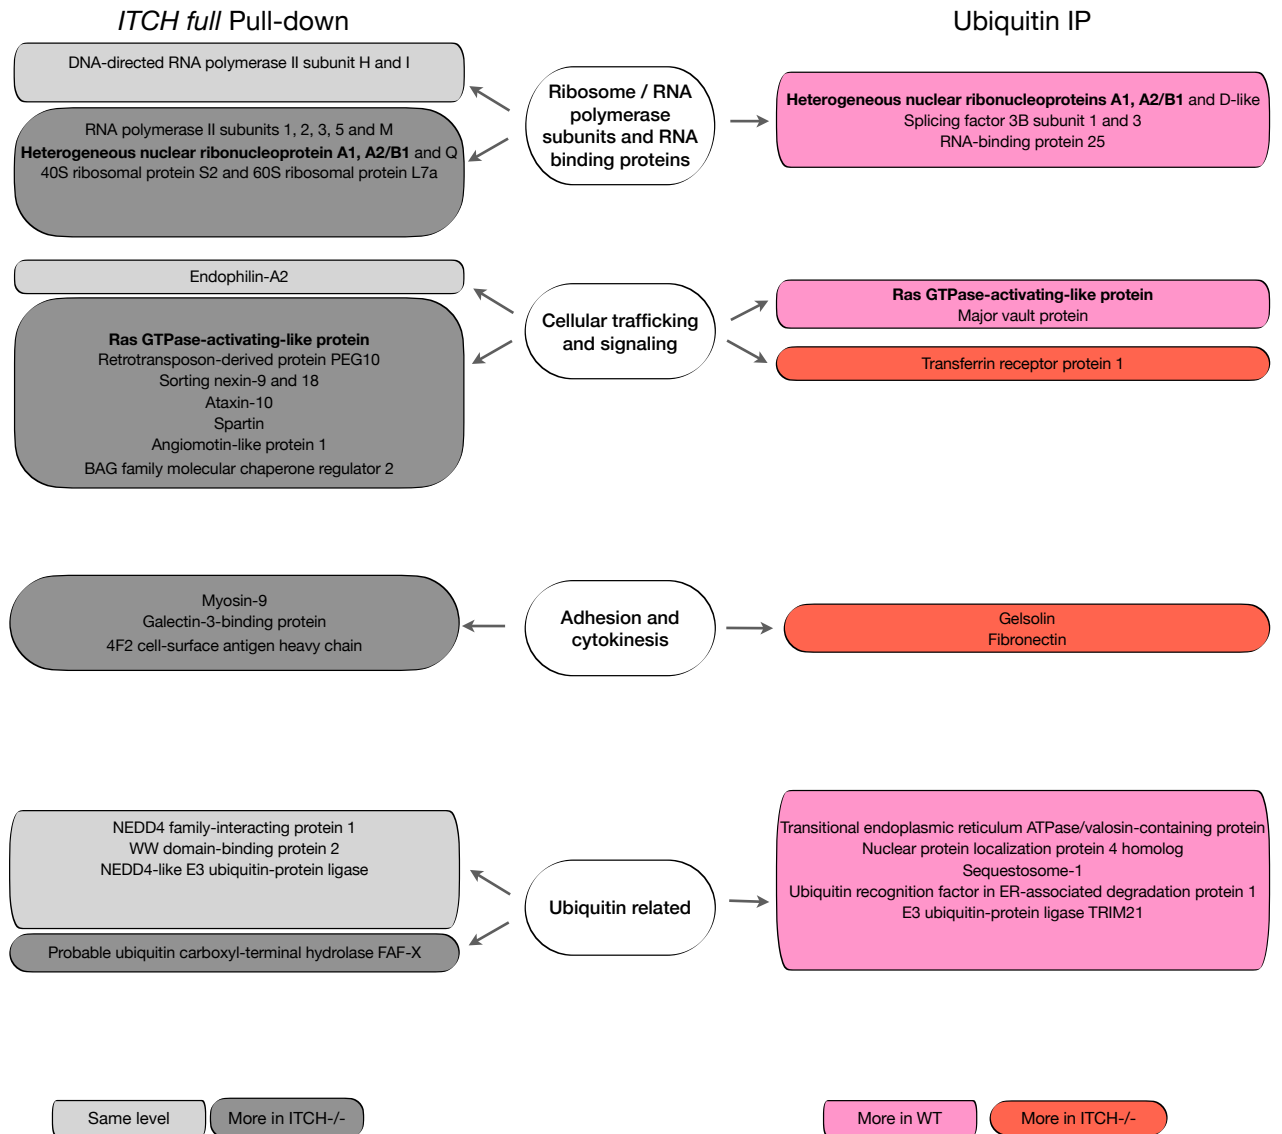 ITCH full Pull-down
Ubiquitin IP
DNA-directed RNA polymerase II subunit H and I
RNA polymerase II subunits 1, 2, 3, 5 and M
Heterogeneous nuclear ribonucleoprotein A1, A2/B1 and Q
40S ribosomal protein S2 and 60S ribosomal protein L7a
Ribosome / RNA
polymerase
subunits and RNA
binding proteins
Heterogeneous nuclear ribonucleoproteins A1, A2/B1 and D-like
Splicing factor 3B subunit 1 and 3
RNA-binding protein 25
Endophilin-A2
Ras GTPase-activating-like protein
Retrotransposon-derived protein PEG10
Sorting nexin-9 and 18
Ataxin-10
Spartin
Angiomotin-like protein 1
BAG family molecular chaperone regulator 2
Cellular trafficking
and signaling
Ras GTPase-activating-like protein
Major vault protein
Transferrin receptor protein 1
Myosin-9
Galectin-3-binding protein
4F2 cell-surface antigen heavy chain
Adhesion and
cytokinesis
Gelsolin
Fibronectin
NEDD4 family-interacting protein 1
WW domain-binding protein 2
NEDD4-like E3 ubiquitin-protein ligase
Probable ubiquitin carboxyl-terminal hydrolase FAF-X
Ubiquitin related
Transitional endoplasmic reticulum ATPase/valosin-containing protein
Nuclear protein localization protein 4 homolog
Sequestosome-1
Ubiquitin recognition factor in ER-associated degradation protein 1
E3 ubiquitin-protein ligase TRIM21
Same level
More in ITCH-/-
More in WT
More in ITCH-/-